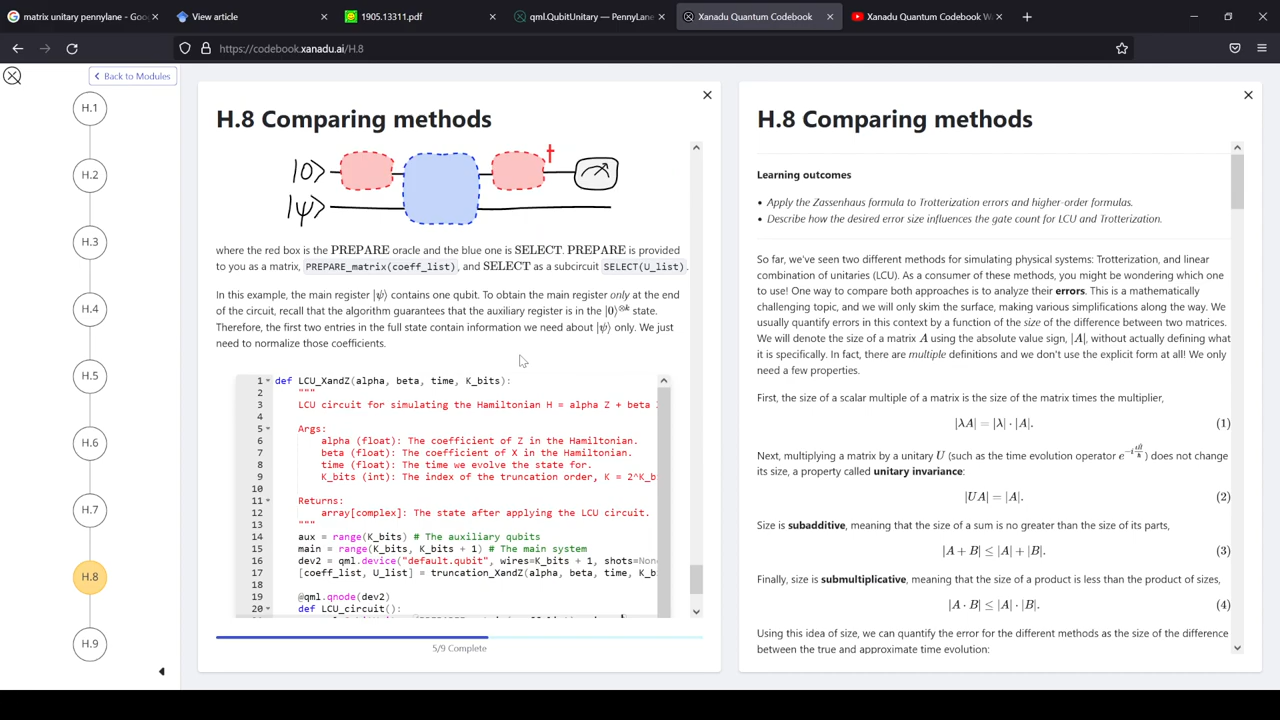 matrix unitary pennylane - Goo
View article
1905.13311.pdf
qml.QubitUnitary — PennyLane
Xanadu Quantum Codebook
Xanadu Quantum Codebook Wa
https://codebook.xanadu.ai/H.8
Back to Modules
H.1
H.2
H.3
H.4
H.5
H.6
H.7
H.8
H.9
H.8 Comparing methods
|0⟩
†
|ψ⟩
where the red box is the PREPARE oracle and the blue one is SELECT. PREPARE is provided
to you as a matrix, PREPARE_matrix(coeff_list), and SELECT as a subcircuit SELECT(U_list).
In this example, the main register |ψ⟩ contains one qubit. To obtain the main register only at the end
of the circuit, recall that the algorithm guarantees that the auxiliary register is in the |0⟩⊗k state.
Therefore, the first two entries in the full state contain information we need about |ψ⟩ only. We just
need to normalize those coefficients.
1 def LCU_XandZ(alpha, beta, time, K_bits):
2 """
3 LCU circuit for simulating the Hamiltonian H = alpha Z + beta
4
5 Args:
6 alpha (float): The coefficient of Z in the Hamiltonian.
7 beta (float): The coefficient of X in the Hamiltonian.
8 time (float): The time we evolve the state for.
9 K_bits (int): The index of the truncation order, K = 2^K_b
10
11 Returns:
12 array[complex]: The state after applying the LCU circuit.
13 """
14 aux = range(K_bits) # The auxiliary qubits
15 main = range(K_bits, K_bits + 1) # The main system
16 dev2 = qml.device("default.qubit", wires=K_bits + 1, shots=Non
17 [coeff_list, U_list] = truncation_XandZ(alpha, beta, time, K_b
18
19 @qml.qnode(dev2)
20 def LCU_circuit():
5/9 Complete
H.8 Comparing methods
Learning outcomes
• Apply the Zassenhaus formula to Trotterization errors and higher-order formulas.
• Describe how the desired error size influences the gate count for LCU and Trotterization.
So far, we've seen two different methods for simulating physical systems: Trotterization, and linear
combination of unitaries (LCU). As a consumer of these methods, you might be wondering which one
to use! One way to compare both approaches is to analyze their errors. This is a mathematically
challenging topic, and we will only skim the surface, making various simplifications along the way. We
usually quantify errors in this context by a function of the size of the difference between two matrices.
We will denote the size of a matrix A using the absolute value sign, |A|, without actually defining what
it is specifically. In fact, there are multiple definitions and we don't use the explicit form at all! We only
need a few properties.
First, the size of a scalar multiple of a matrix is the size of the matrix times the multiplier,
|λA| = |λ| · |A|. (1)
Next, multiplying a matrix by a unitary U (such as the time evolution operator e^{-i tĤ/ħ}) does not change
its size, a property called unitary invariance:
|UA| = |A|. (2)
Size is subadditive, meaning that the size of a sum is no greater than the size of its parts,
|A + B| ≤ |A| + |B|. (3)
Finally, size is submultiplicative, meaning that the size of a product is less than the product of sizes,
|A · B| ≤ |A| · |B|. (4)
Using this idea of size, we can quantify the error for the different methods as the size of the difference
between the true and approximate time evolution: